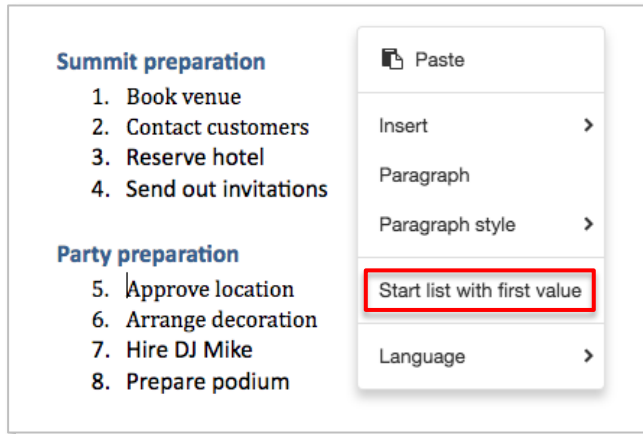 Summit preparation
1. Book venue
2. Contact customers
3. Reserve hotel
4. Send out invitations
Party preparation
5. Approve location
6. Arrange decoration
7. Hire DJ Mike
8. Prepare podium
Paste
Insert
Paragraph
Paragraph style
Start list with first value
Language